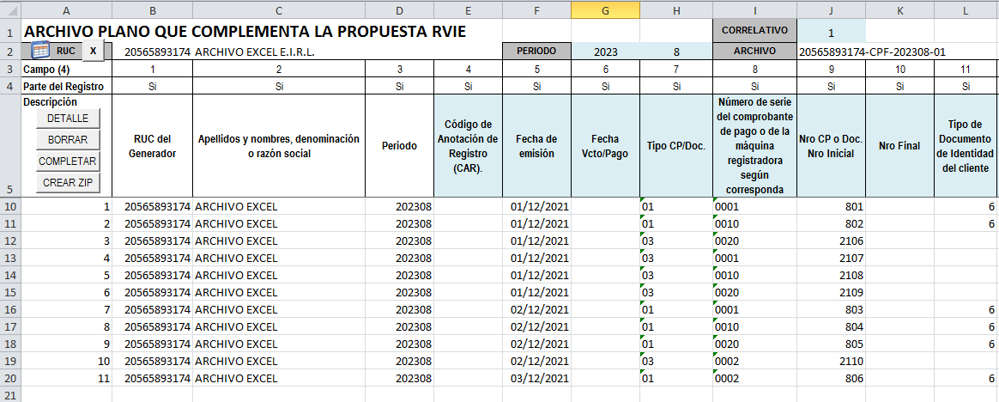 A B C D E F G H I J K L
1 ARCHIVO PLANO QUE COMPLEMENTA LA PROPUESTA RVIE CORRELATIVO 1
2 RUC X 20565893174 ARCHIVO EXCEL E.I.R.L. PERIODO 2023 8 ARCHIVO 20565893174-CPF-202308-01
3 Campo (4) 1 2 3 4 5 6 7 8 9 10 11
4 Parte del Registro Si Si Si Si Si Si Si Si Si Si Si
5 Descripción
DETALLE
BORRAR
COMPLETAR
CREAR ZIP
RUC del
Generador
Apellidos y nombres, denominación
o razón social
Periodo
Código de
Anotación de
Registro
(CAR).
Fecha de
emisión
Fecha
Vcto/Pago
Tipo CP/Doc.
Número de serie
del comprobante
de pago o de la
máquina
registradora
según
corresponda
Nro CP o Doc.
Nro Inicial
Nro Final
Tipo de
Documento
de Identidad
del cliente
10 1 20565893174 ARCHIVO EXCEL 202308 01/12/2021 01 0001 801 6
11 2 20565893174 ARCHIVO EXCEL 202308 01/12/2021 01 0010 802 6
12 3 20565893174 ARCHIVO EXCEL 202308 01/12/2021 03 0020 2106
13 4 20565893174 ARCHIVO EXCEL 202308 01/12/2021 03 0001 2107
14 5 20565893174 ARCHIVO EXCEL 202308 01/12/2021 03 0010 2108
15 6 20565893174 ARCHIVO EXCEL 202308 01/12/2021 03 0020 2109
16 7 20565893174 ARCHIVO EXCEL 202308 02/12/2021 01 0001 803 6
17 8 20565893174 ARCHIVO EXCEL 202308 02/12/2021 01 0010 804 6
18 9 20565893174 ARCHIVO EXCEL 202308 02/12/2021 01 0020 805 6
19 10 20565893174 ARCHIVO EXCEL 202308 02/12/2021 03 0002 2110
20 11 20565893174 ARCHIVO EXCEL 202308 03/12/2021 01 0002 806 6
21